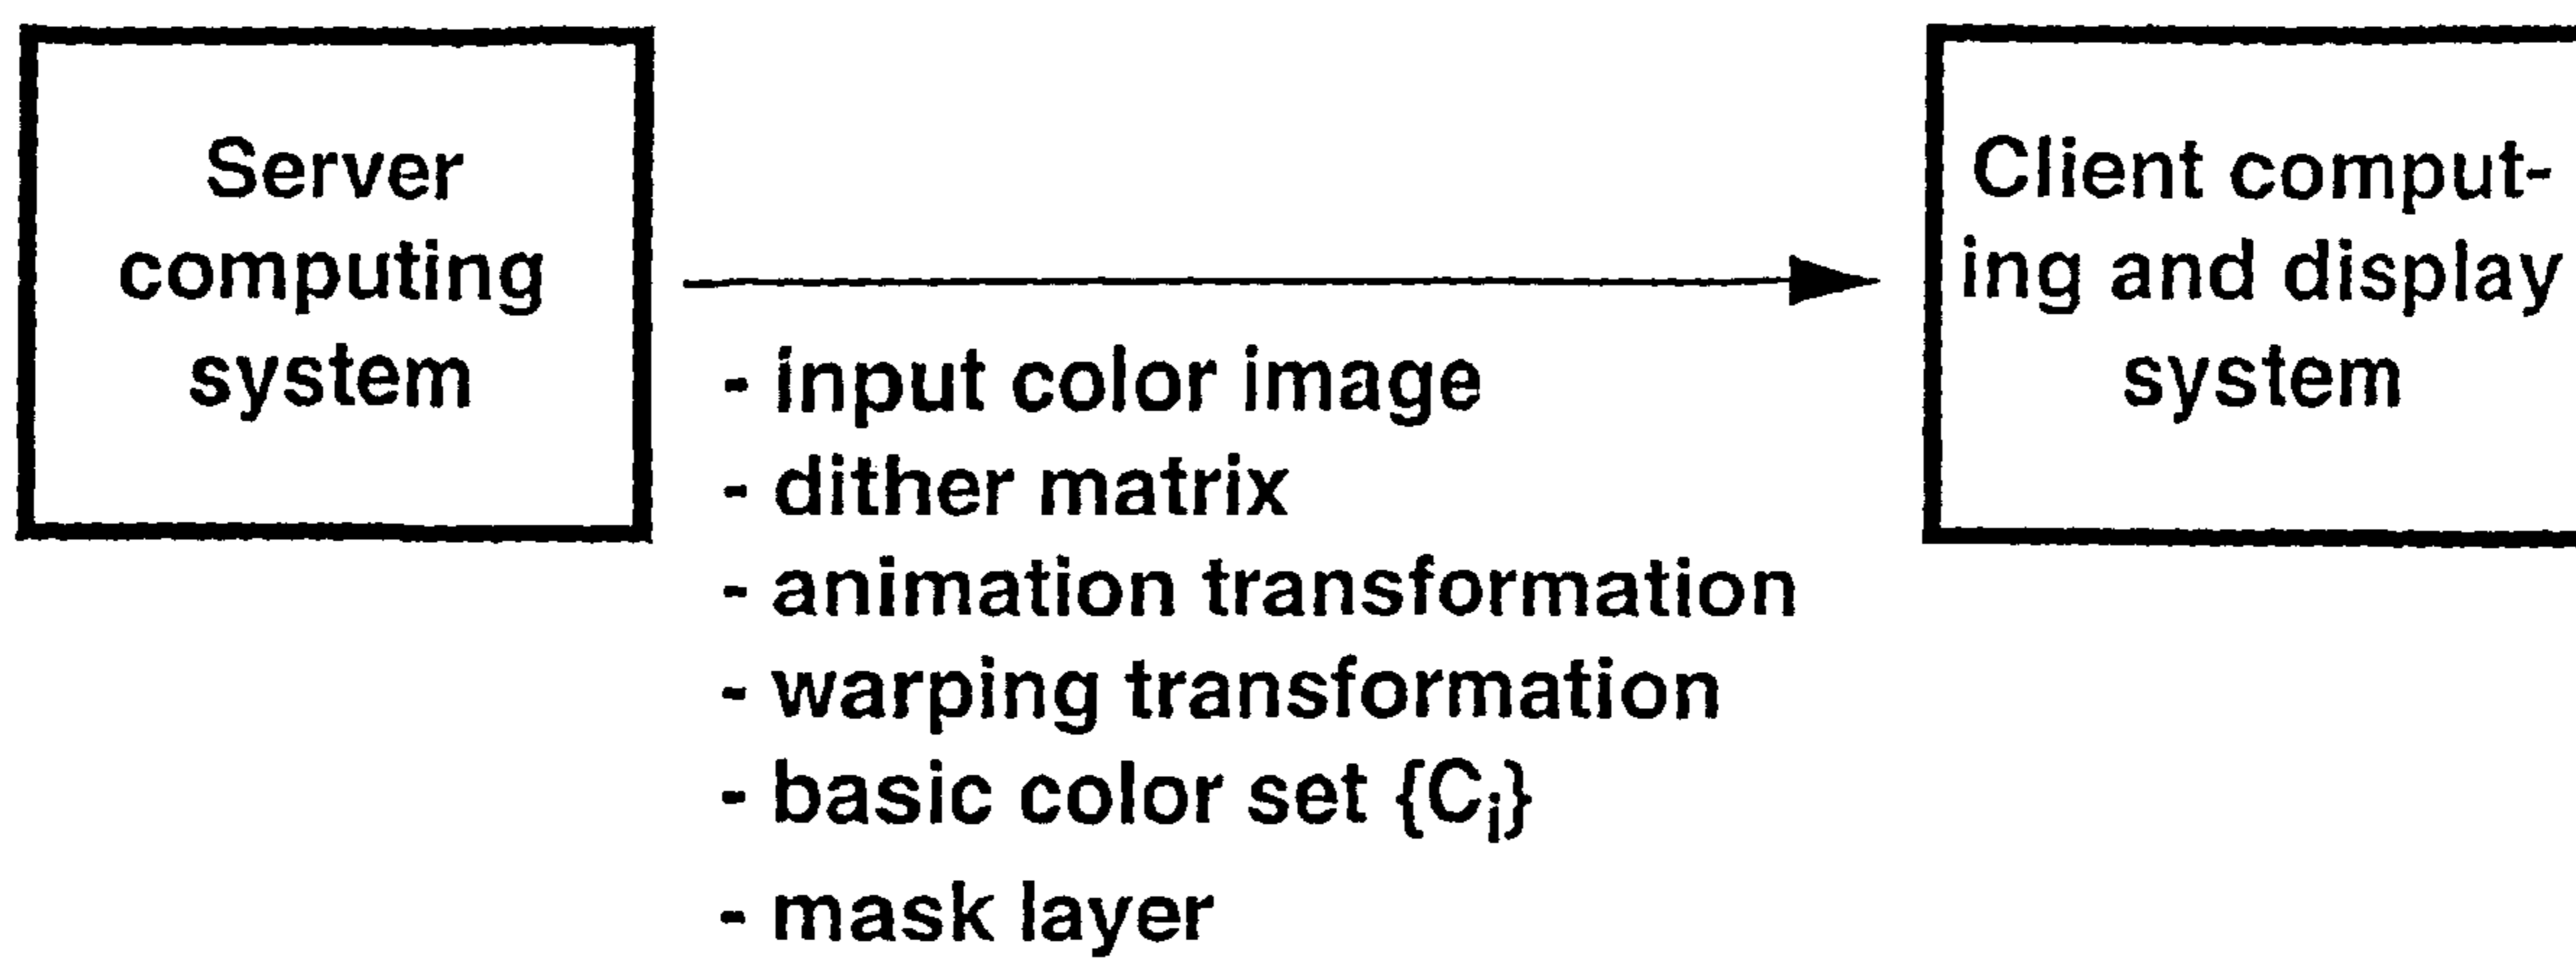 Server
computing
system
Client comput-
ing and display
system
- input color image
- dither matrix
- animation transformation
- warping transformation
- basic color set {Ci}
- mask layer